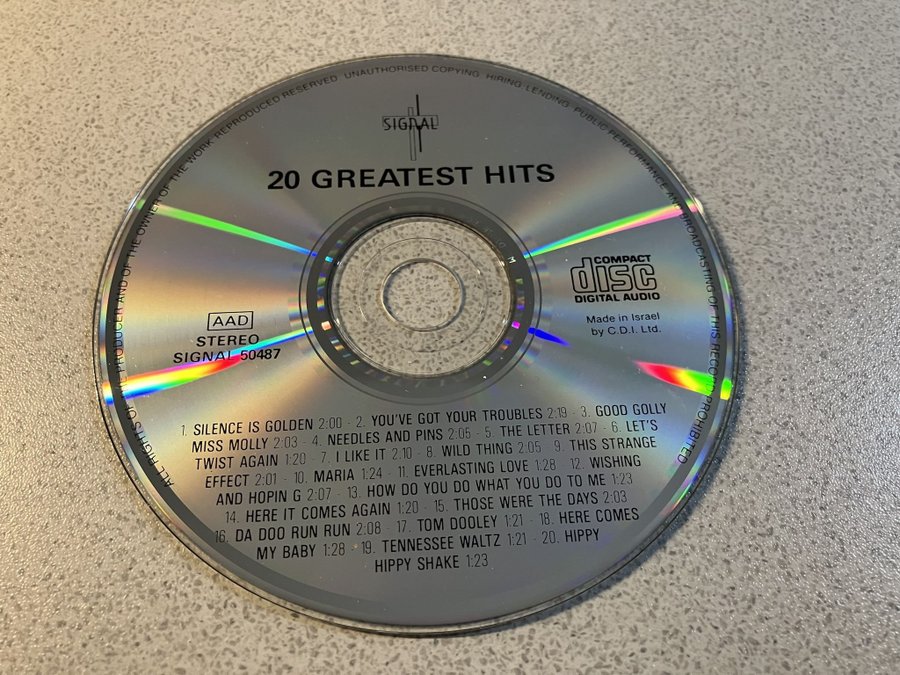 ALL RIGHTS OF THE PRODUCER AND OF THE OWNER OF THE WORK REPRODUCED RESERVED. UNAUTHORISED COPYING, HIRING, LENDING, PUBLIC PERFORMANCE AND BROADCASTING OF THIS RECORD PROHIBITED
SIGNAL
20 GREATEST HITS
COMPACT
disc
DIGITAL AUDIO
Made in Israel
by C.D.I. Ltd.
AAD
STEREO
SIGNAL 50487
1. SILENCE IS GOLDEN 2:00 - 2. YOU'VE GOT YOUR TROUBLES 2:19 - 3. GOOD GOLLY
MISS MOLLY 2:03 - 4. NEEDLES AND PINS 2:05 - 5. THE LETTER 2:07 - 6. LET'S
TWIST AGAIN 1:20 - 7. I LIKE IT 2.10 - 8. WILD THING 2:05 - 9. THIS STRANGE
EFFECT 2:01 - 10. MARIA 1:24 - 11. EVERLASTING LOVE 1:28 - 12. WISHING
AND HOPIN G 2:07 - 13. HOW DO YOU DO WHAT YOU DO TO ME 1:23
14. HERE IT COMES AGAIN 1:20 - 15. THOSE WERE THE DAYS 2:03
16. DA DOO RUN RUN 2:08 - 17. TOM DOOLEY 1:21 - 18. HERE COMES
MY BABY 1:28 - 19. TENNESSEE WALTZ 1:21 - 20. HIPPY
HIPPY SHAKE 1:23